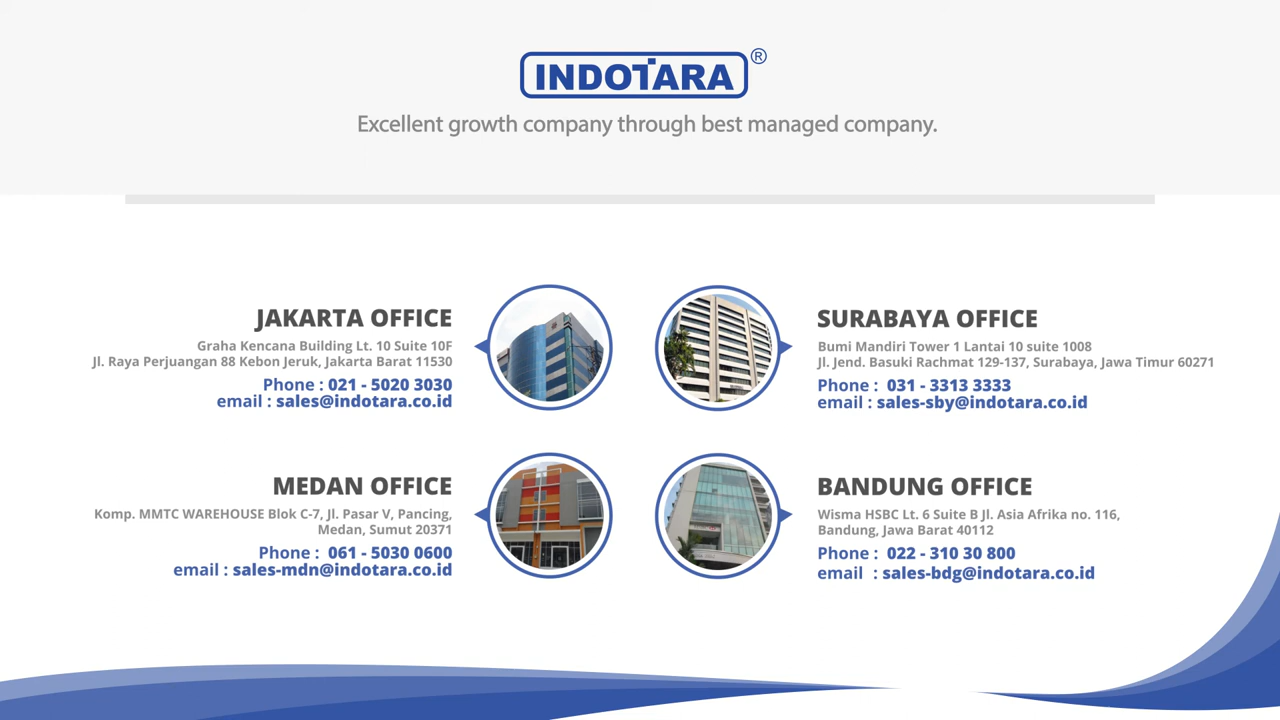 INDOTARA®
Excellent growth company through best managed company.
JAKARTA OFFICE
Graha Kencana Building Lt. 10 Suite 10F
Jl. Raya Perjuangan 88 Kebon Jeruk, Jakarta Barat 11530
Phone : 021 - 5020 3030
email : sales@indotara.co.id
SURABAYA OFFICE
Bumi Mandiri Tower 1 Lantai 10 suite 1008
Jl. Jend. Basuki Rachmat 129-137, Surabaya, Jawa Timur 60271
Phone : 031 - 3313 3333
email : sales-sby@indotara.co.id
MEDAN OFFICE
Komp. MMTC WAREHOUSE Blok C-7, Jl. Pasar V, Pancing,
Medan, Sumut 20371
Phone : 061 - 5030 0600
email : sales-mdn@indotara.co.id
BANDUNG OFFICE
Wisma HSBC Lt. 6 Suite B Jl. Asia Afrika no. 116,
Bandung, Jawa Barat 40112
Phone : 022 - 310 30 800
email : sales-bdg@indotara.co.id